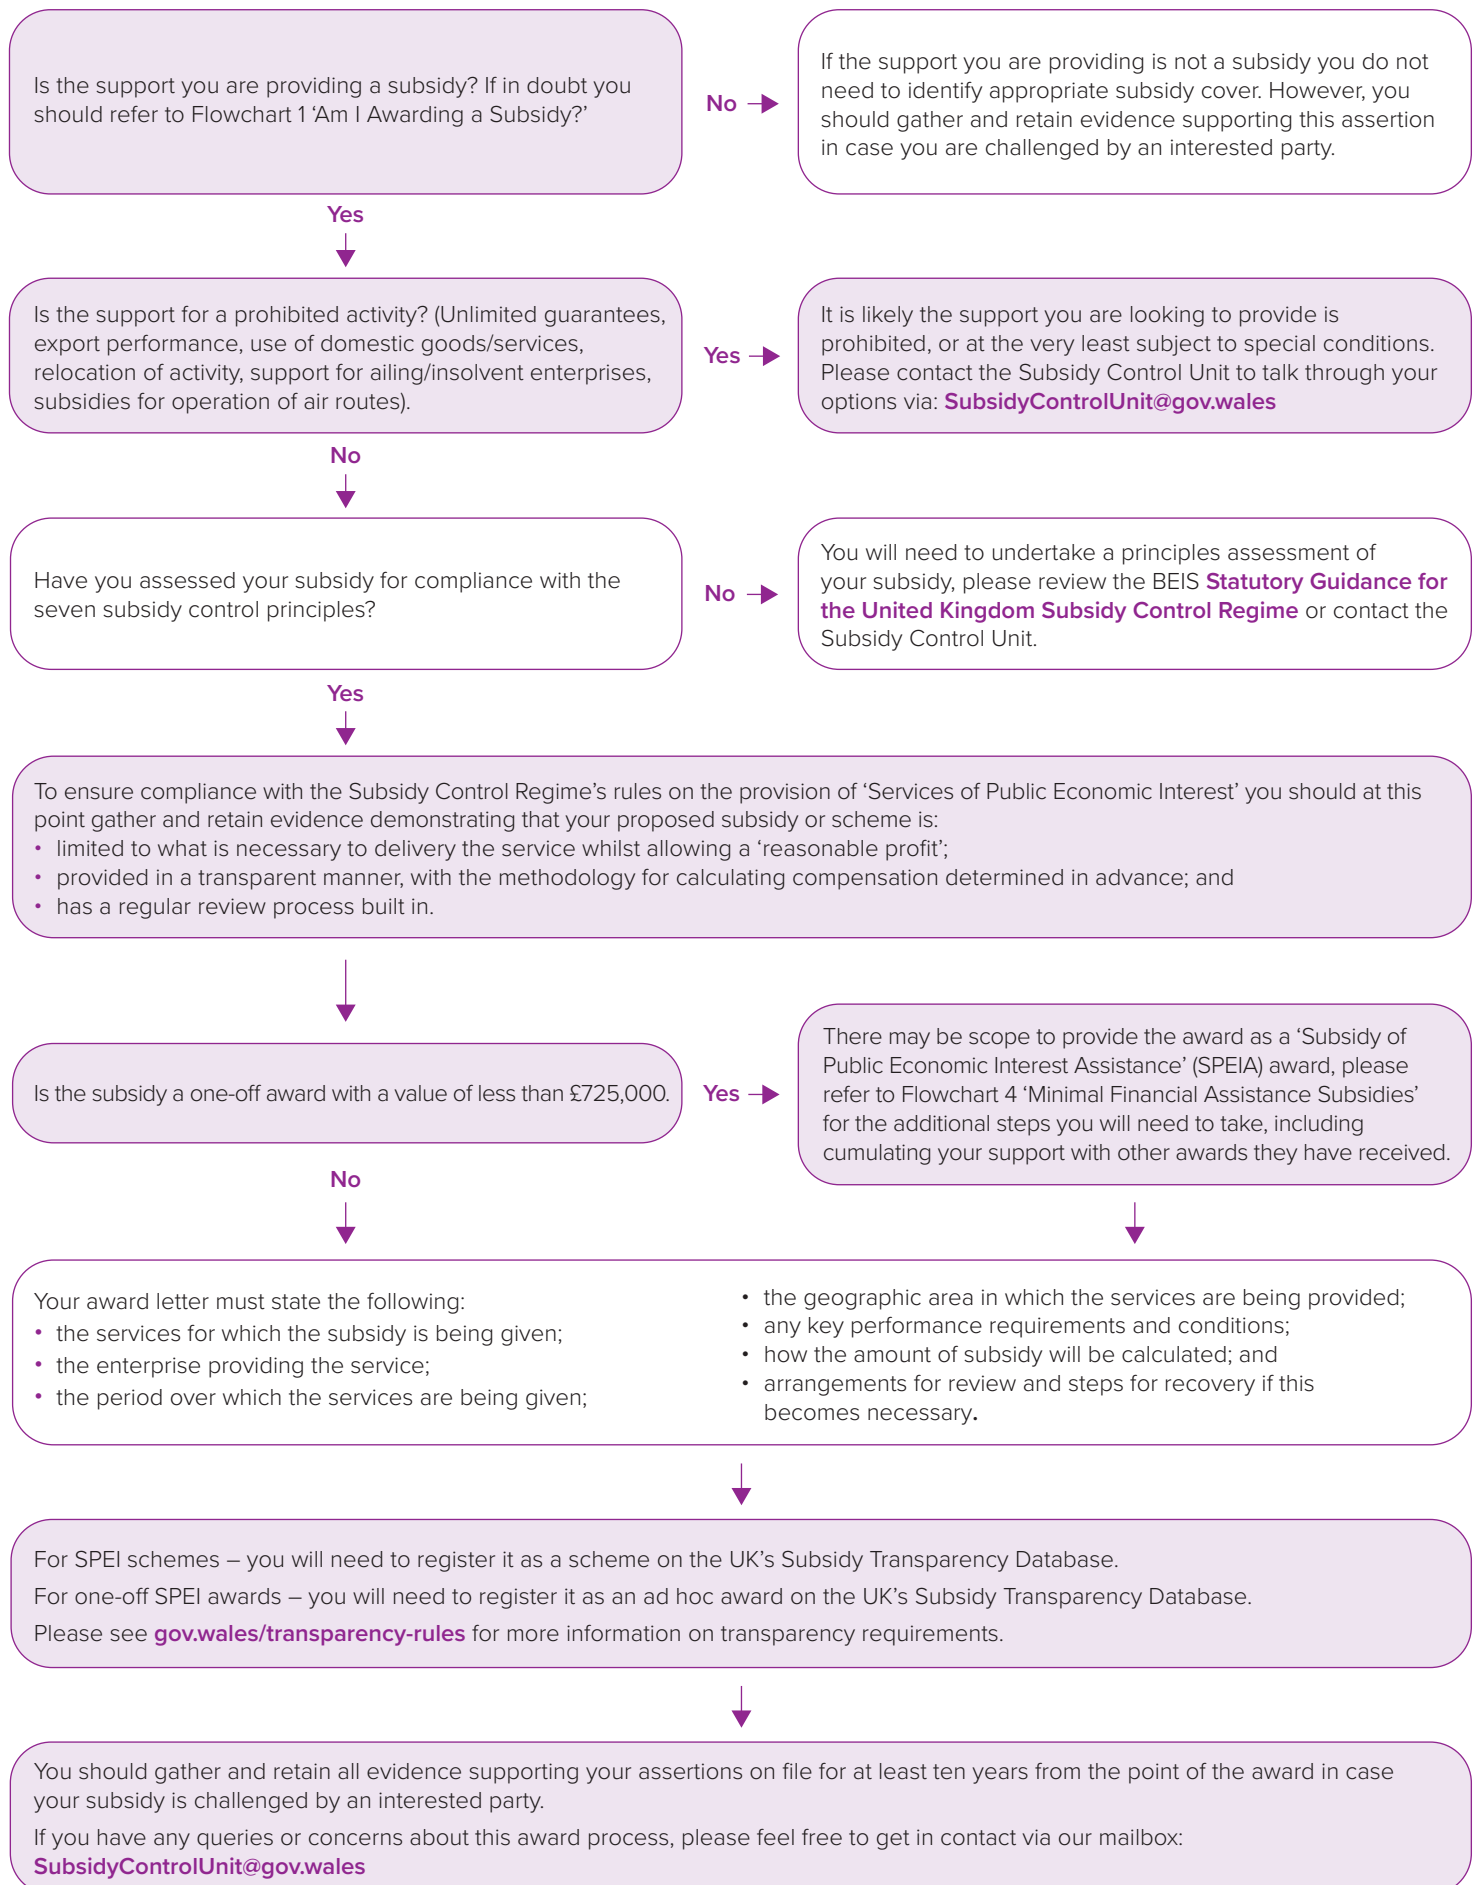 Is the support you are providing a subsidy? If in doubt you
should refer to Flowchart 1 ‘Am I Awarding a Subsidy?’
No
If the support you are providing is not a subsidy you do not
need to identify appropriate subsidy cover. However, you
should gather and retain evidence supporting this assertion
in case you are challenged by an interested party.
Yes
Is the support for a prohibited activity? (Unlimited guarantees,
export performance, use of domestic goods/services,
relocation of activity, support for ailing/insolvent enterprises,
subsidies for operation of air routes).
Yes
It is likely the support you are looking to provide is
prohibited, or at the very least subject to special conditions.
Please contact the Subsidy Control Unit to talk through your
options via: SubsidyControlUnit@gov.wales
No
Have you assessed your subsidy for compliance with the
seven subsidy control principles?
No
You will need to undertake a principles assessment of
your subsidy, please review the BEIS Statutory Guidance for
the United Kingdom Subsidy Control Regime or contact the
Subsidy Control Unit.
Yes
To ensure compliance with the Subsidy Control Regime’s rules on the provision of ‘Services of Public Economic Interest’ you should at this
point gather and retain evidence demonstrating that your proposed subsidy or scheme is:
• limited to what is necessary to delivery the service whilst allowing a ‘reasonable profit’;
• provided in a transparent manner, with the methodology for calculating compensation determined in advance; and
• has a regular review process built in.
Is the subsidy a one-off award with a value of less than £725,000.
Yes
There may be scope to provide the award as a ‘Subsidy of
Public Economic Interest Assistance’ (SPEIA) award, please
refer to Flowchart 4 ‘Minimal Financial Assistance Subsidies’
for the additional steps you will need to take, including
cumulating your support with other awards they have received.
No
Your award letter must state the following:
• the services for which the subsidy is being given;
• the enterprise providing the service;
• the period over which the services are being given;
• the geographic area in which the services are being provided;
• any key performance requirements and conditions;
• how the amount of subsidy will be calculated; and
• arrangements for review and steps for recovery if this
becomes necessary.
For SPEI schemes – you will need to register it as a scheme on the UK’s Subsidy Transparency Database.
For one-off SPEI awards – you will need to register it as an ad hoc award on the UK’s Subsidy Transparency Database.
Please see gov.wales/transparency-rules for more information on transparency requirements.
You should gather and retain all evidence supporting your assertions on file for at least ten years from the point of the award in case
your subsidy is challenged by an interested party.
If you have any queries or concerns about this award process, please feel free to get in contact via our mailbox:
SubsidyControlUnit@gov.wales